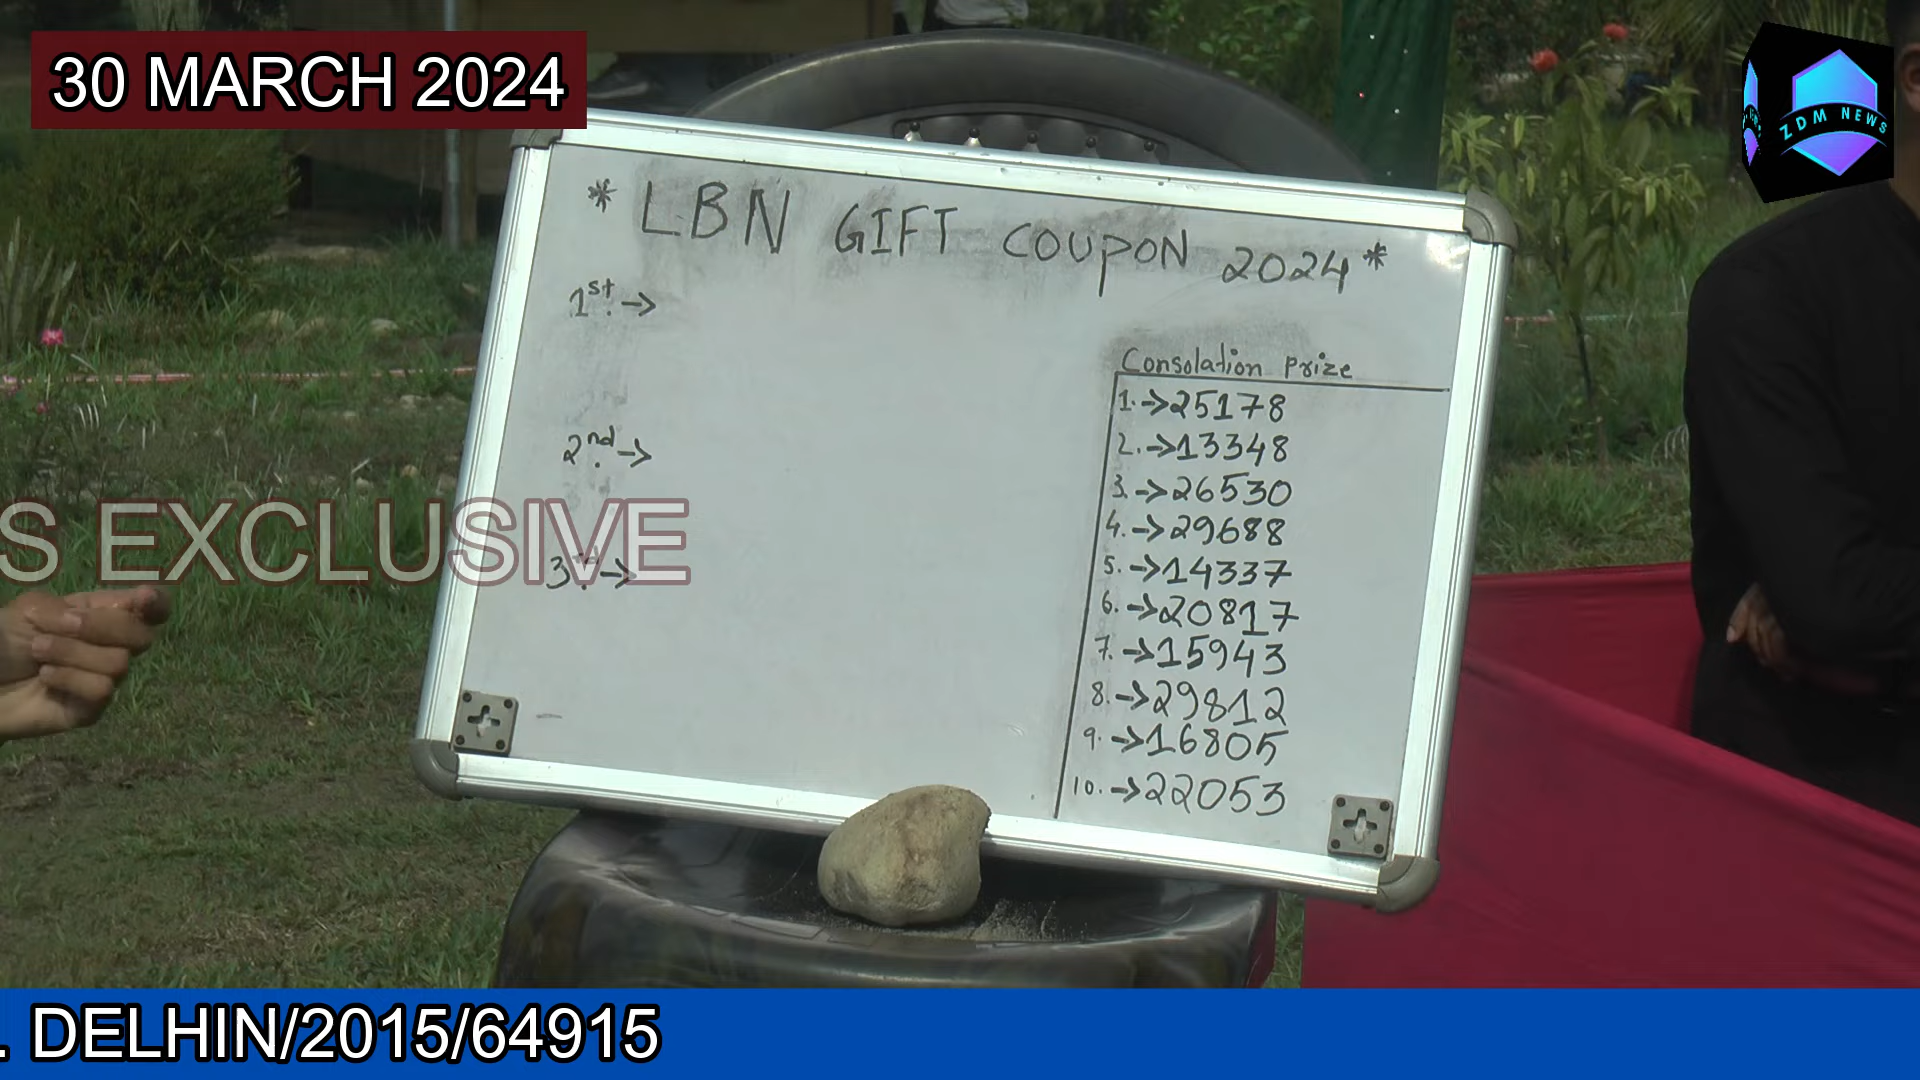 30 MARCH 2024
ZDM NEWS
* LBN GIFT COUPON 2024 *
1st. →
2nd. →
3rd. →
Consolation Prize
1. → 25178
2. → 13348
3. → 26530
4. → 29688
5. → 14337
6. → 20817
7. → 15943
8. → 29812
9. → 16805
10. → 22053
S EXCLUSIVE
. DELHIN/2015/64915